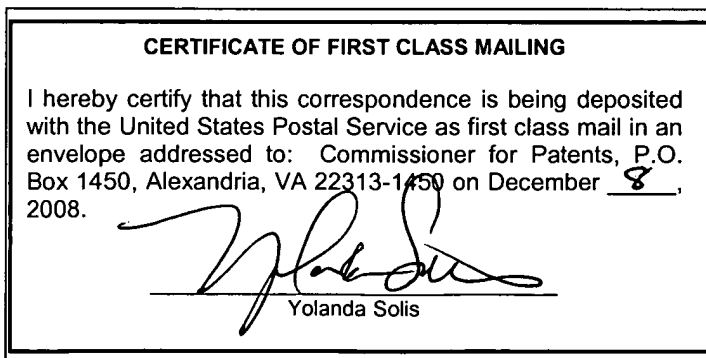 CERTIFICATE OF FIRST CLASS MAILING
I hereby certify that this correspondence is being deposited
with the United States Postal Service as first class mail in an
envelope addressed to: Commissioner for Patents, P.O.
Box 1450, Alexandria, VA 22313-1450 on December 8,
2008.
Yolanda Solis
Yolanda Solis